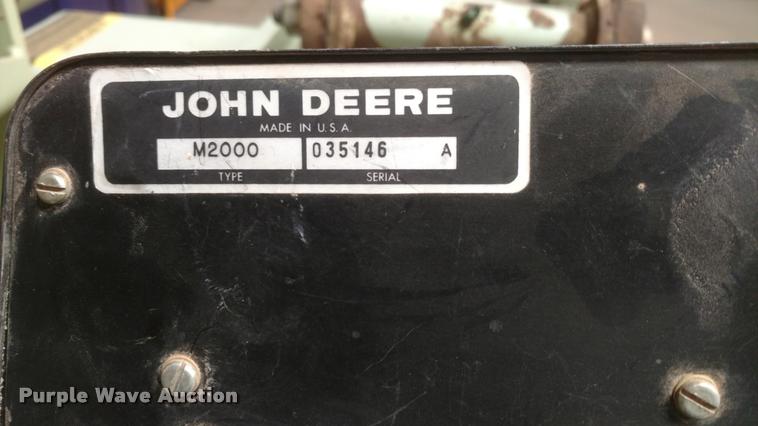 JOHN DEERE
MADE IN U.S.A.
M2000 035146 A
TYPE SERIAL
Purple Wave Auction